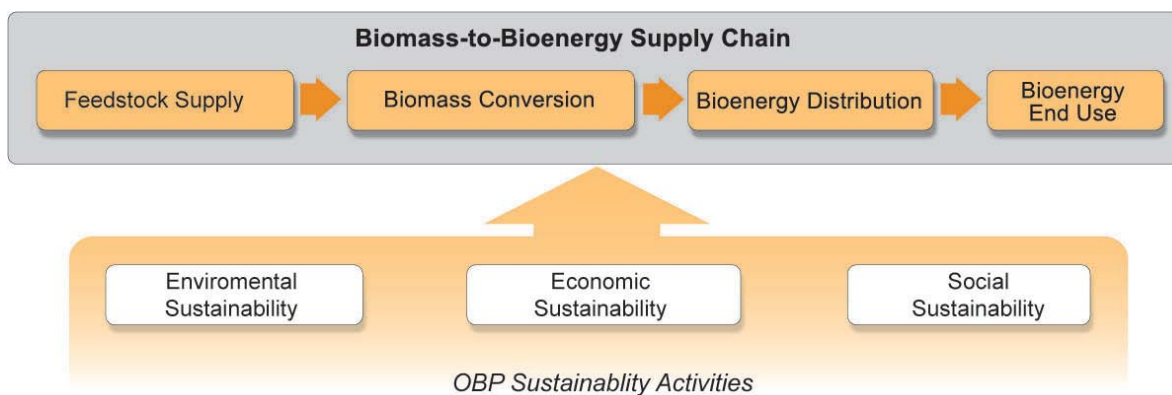 Biomass-to-Bioenergy Supply Chain
Feedstock Supply
Biomass Conversion
Bioenergy Distribution
Bioenergy
End Use
Enviromental
Sustainability
Economic
Sustainability
Social
Sustainability
OBP Sustainablity Activities